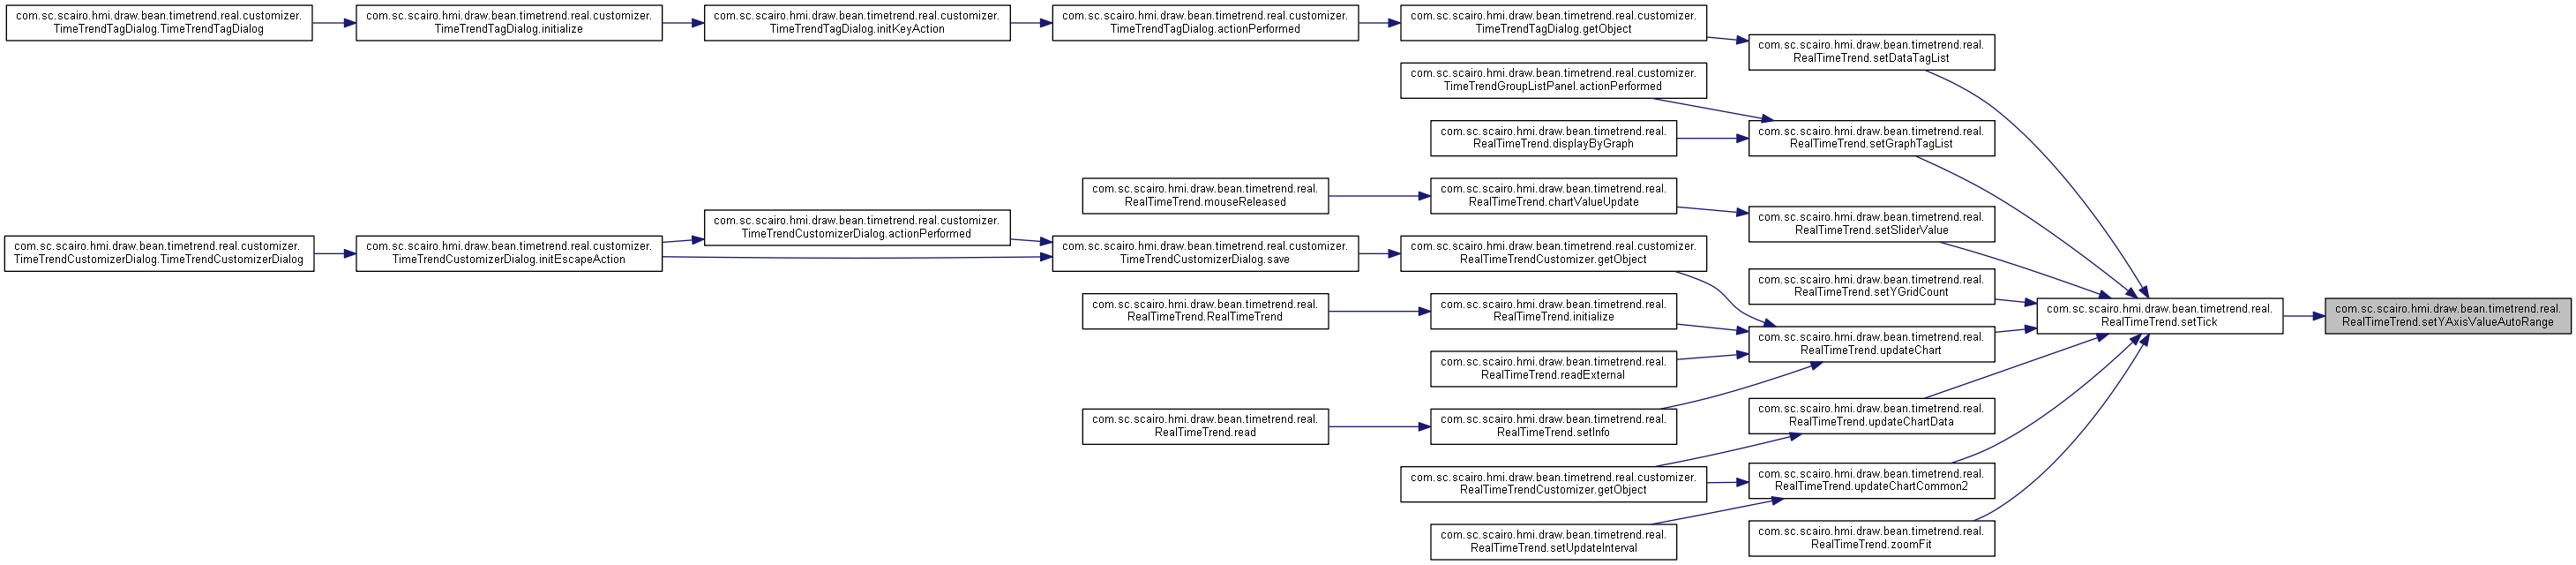 com.sc.scairo.hmi.draw.bean.timetrend.real.customizer.
TimeTrendTagDialog.TimeTrendTagDialog
com.sc.scairo.hmi.draw.bean.timetrend.real.customizer.
TimeTrendTagDialog.initialize
com.sc.scairo.hmi.draw.bean.timetrend.real.customizer.
TimeTrendTagDialog.initKeyAction
com.sc.scairo.hmi.draw.bean.timetrend.real.customizer.
TimeTrendTagDialog.actionPerformed
com.sc.scairo.hmi.draw.bean.timetrend.real.customizer.
TimeTrendTagDialog.getObject
com.sc.scairo.hmi.draw.bean.timetrend.real.
RealTimeTrend.setDataTagList
com.sc.scairo.hmi.draw.bean.timetrend.real.customizer.
TimeTrendGroupListPanel.actionPerformed
com.sc.scairo.hmi.draw.bean.timetrend.real.
RealTimeTrend.displayByGraph
com.sc.scairo.hmi.draw.bean.timetrend.real.
RealTimeTrend.setGraphTagList
com.sc.scairo.hmi.draw.bean.timetrend.real.
RealTimeTrend.mouseReleased
com.sc.scairo.hmi.draw.bean.timetrend.real.
RealTimeTrend.chartValueUpdate
com.sc.scairo.hmi.draw.bean.timetrend.real.
RealTimeTrend.setSliderValue
com.sc.scairo.hmi.draw.bean.timetrend.real.customizer.
TimeTrendCustomizerDialog.TimeTrendCustomizerDialog
com.sc.scairo.hmi.draw.bean.timetrend.real.customizer.
TimeTrendCustomizerDialog.initEscapeAction
com.sc.scairo.hmi.draw.bean.timetrend.real.customizer.
TimeTrendCustomizerDialog.actionPerformed
com.sc.scairo.hmi.draw.bean.timetrend.real.customizer.
TimeTrendCustomizerDialog.save
com.sc.scairo.hmi.draw.bean.timetrend.real.customizer.
RealTimeTrendCustomizer.getObject
com.sc.scairo.hmi.draw.bean.timetrend.real.
RealTimeTrend.setYGridCount
com.sc.scairo.hmi.draw.bean.timetrend.real.
RealTimeTrend.RealTimeTrend
com.sc.scairo.hmi.draw.bean.timetrend.real.
RealTimeTrend.initialize
com.sc.scairo.hmi.draw.bean.timetrend.real.
RealTimeTrend.updateChart
com.sc.scairo.hmi.draw.bean.timetrend.real.
RealTimeTrend.setTick
com.sc.scairo.hmi.draw.bean.timetrend.real.
RealTimeTrend.setYAxisValueAutoRange
com.sc.scairo.hmi.draw.bean.timetrend.real.
RealTimeTrend.readExternal
com.sc.scairo.hmi.draw.bean.timetrend.real.
RealTimeTrend.read
com.sc.scairo.hmi.draw.bean.timetrend.real.
RealTimeTrend.setInfo
com.sc.scairo.hmi.draw.bean.timetrend.real.
RealTimeTrend.updateChartData
com.sc.scairo.hmi.draw.bean.timetrend.real.customizer.
RealTimeTrendCustomizer.getObject
com.sc.scairo.hmi.draw.bean.timetrend.real.
RealTimeTrend.updateChartCommon2
com.sc.scairo.hmi.draw.bean.timetrend.real.
RealTimeTrend.setUpdateInterval
com.sc.scairo.hmi.draw.bean.timetrend.real.
RealTimeTrend.zoomFit